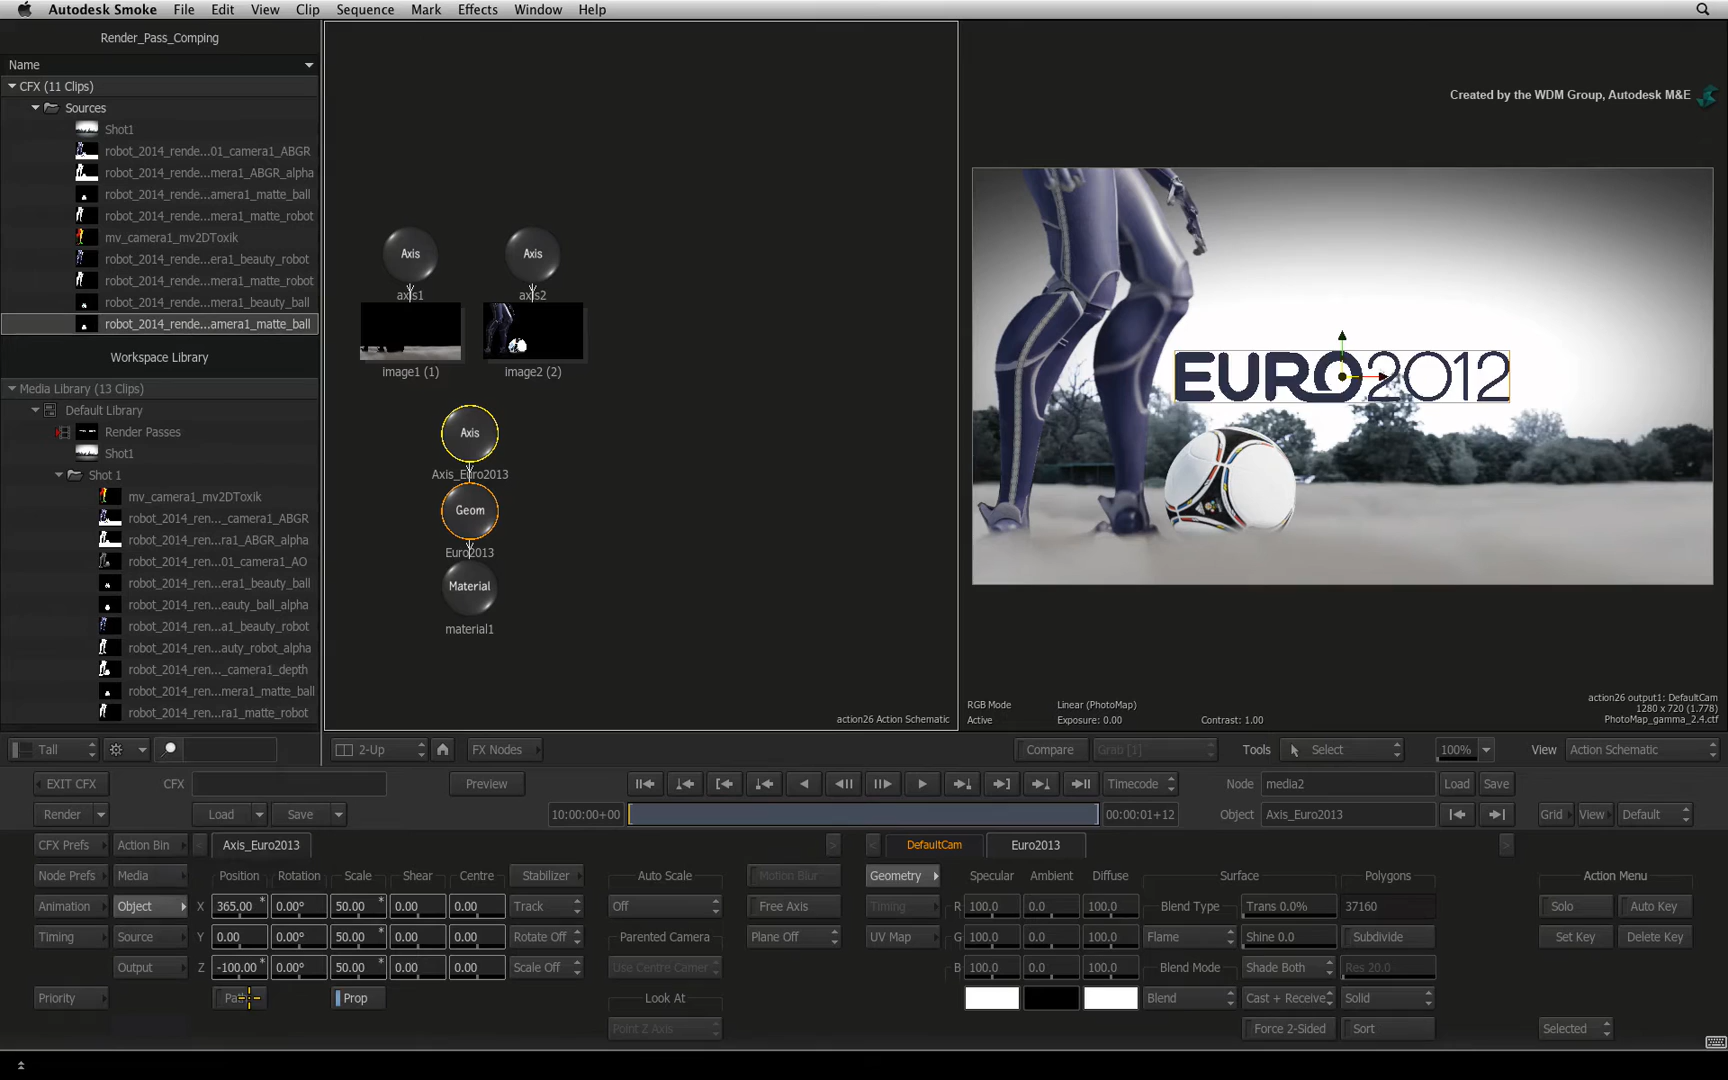 Autodesk Smoke File Edit View Clip Sequence Mark Effects Window Help
Render_Pass_Comping
Name
CFX (11 Clips)
Sources
Shot1
robot_2014_rende...01_camera1_ABGR
robot_2014_rende...mera1_ABGR_alpha
robot_2014_rende...amera1_matte_ball
robot_2014_rende...mera1_matte_robot
mv_camera1_mv2DToxik
robot_2014_rende...era1_beauty_robot
robot_2014_rende...mera1_matte_robot
robot_2014_rende...mera1_beauty_ball
robot_2014_rende...amera1_matte_ball
Workspace Library
Media Library (13 Clips)
Default Library
Render Passes
Shot1
Shot 1
mv_camera1_mv2DToxik
robot_2014_ren..._camera1_ABGR
robot_2014_ren...ra1_ABGR_alpha
robot_2014_ren...01_camera1_AO
robot_2014_ren...era1_beauty_ball
robot_2014_ren...eauty_ball_alpha
robot_2014_ren...a1_beauty_robot
robot_2014_ren...auty_robot_alpha
robot_2014_ren..._camera1_depth
robot_2014_ren...mera1_matte_ball
robot_2014_ren...ra1_matte_robot
Axis
axis1
image1 (1)
Axis
axis2
image2 (2)
Axis
Axis_Euro2013
Geom
Euro2013
Material
material1
action26 Action Schematic
Created by the WDM Group, Autodesk M&E
EURO2012
RGB Mode Linear (PhotoMap)
Active Exposure: 0.00 Contrast: 1.00
action26 output1: DefaultCam
1280 x 720 (1.778)
PhotoMap_gamma_2.4.ctf
Tall 2-Up FX Nodes Compare Grab [1] Tools Select 100% View Action Schematic
EXIT CFX CFX Preview Timecode Node media2 Load Save
Render Load Save 10:00:00+00 00:00:01+12 Object Axis_Euro2013 Grid View Default
CFX Prefs Action Bin < Axis_Euro2013 > < DefaultCam Euro2013 >
Node Prefs Media Position Rotation Scale Shear Centre Stabilizer Auto Scale Motion Blur Geometry Specular Ambient Diffuse Surface Polygons Action Menu
Animation Object X 365.00 * 0.00° 50.00 * 0.00 0.00 Track Off Free Axis Timing R 100.0 0.0 100.0 Blend Type Trans 0.0% 37160 Solo Auto Key
Timing Source Y 0.00 0.00° 50.00 * 0.00 0.00 Rotate Off Parented Camera Plane Off UV Map G 100.0 0.0 100.0 Flame Shine 0,0 Subdivide Set Key Delete Key
Output Z -100.00 * 0.00° 50.00 * 0.00 0.00 Scale Off Use Centre Camer B 100.0 0.0 100.0 Blend Mode Shade Both Res 20.0
Priority Prop Look At Blend Cast + Receive Solid
Point Z Axis Force 2-Sided Sort Selected